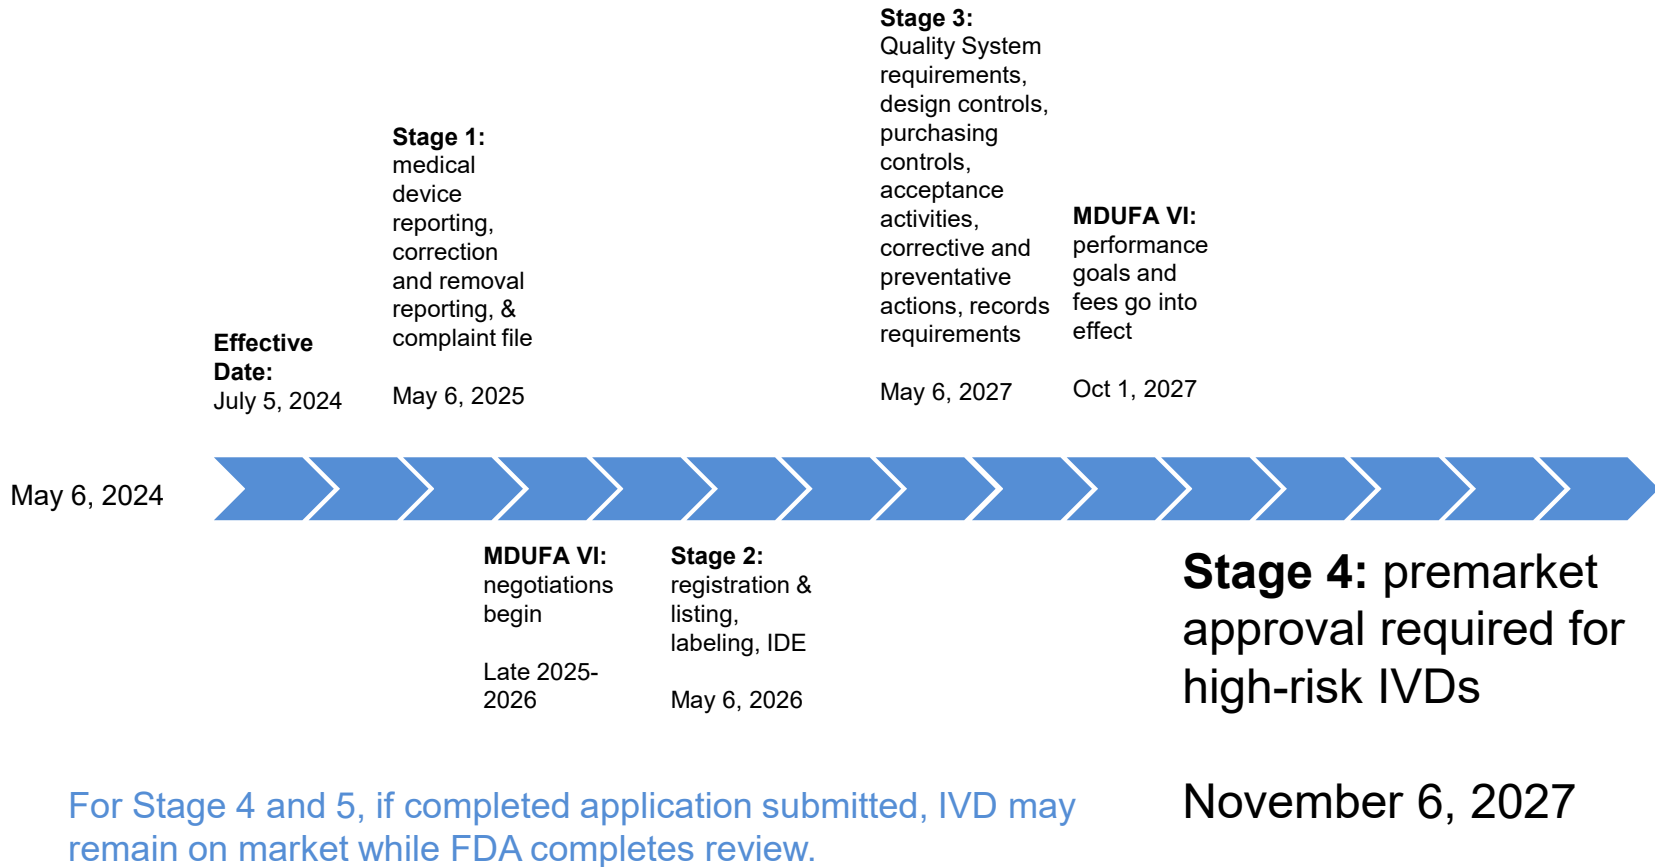 May 6, 2024
Effective
Date:
July 5, 2024
Stage 1:
medical
device
reporting,
correction
and removal
reporting, &
complaint file
May 6, 2025
MDUFA VI:
negotiations
begin
Late 2025-
2026
Stage 2:
registration &
listing,
labeling, IDE
May 6, 2026
Stage 3:
Quality System
requirements,
design controls,
purchasing
controls,
acceptance
activities,
corrective and
preventative
actions, records
requirements
May 6, 2027
MDUFA VI:
performance
goals and
fees go into
effect
Oct 1, 2027
Stage 4: premarket
approval required for
high-risk IVDs
November 6, 2027
For Stage 4 and 5, if completed application submitted, IVD may
remain on market while FDA completes review.